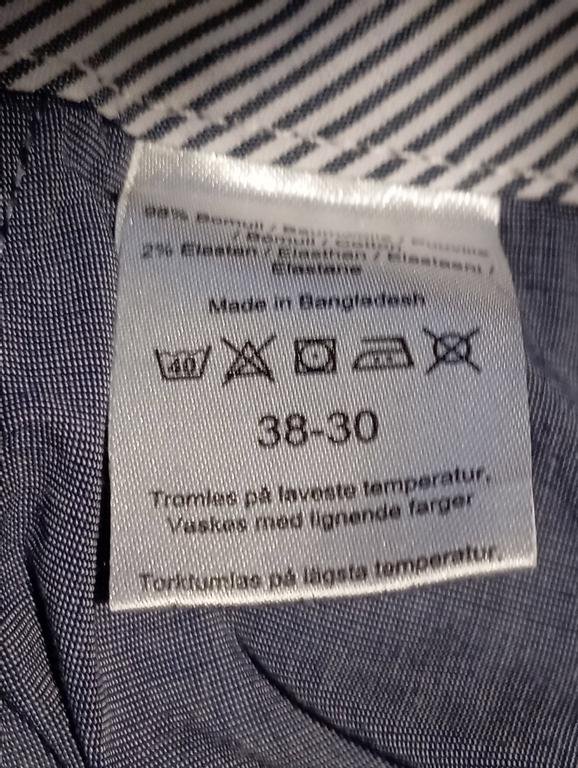 98% Bomull / Baumwolle / Puuvilla
/ Bomull / Cotton /
2% Elastan / Elasthan / Elastaani /
Elastane
Made in Bangladesh
40
38-30
Tromles på laveste temperatur.
Vaskes med lignende farger
Torktumlas på lägsta temperatur.